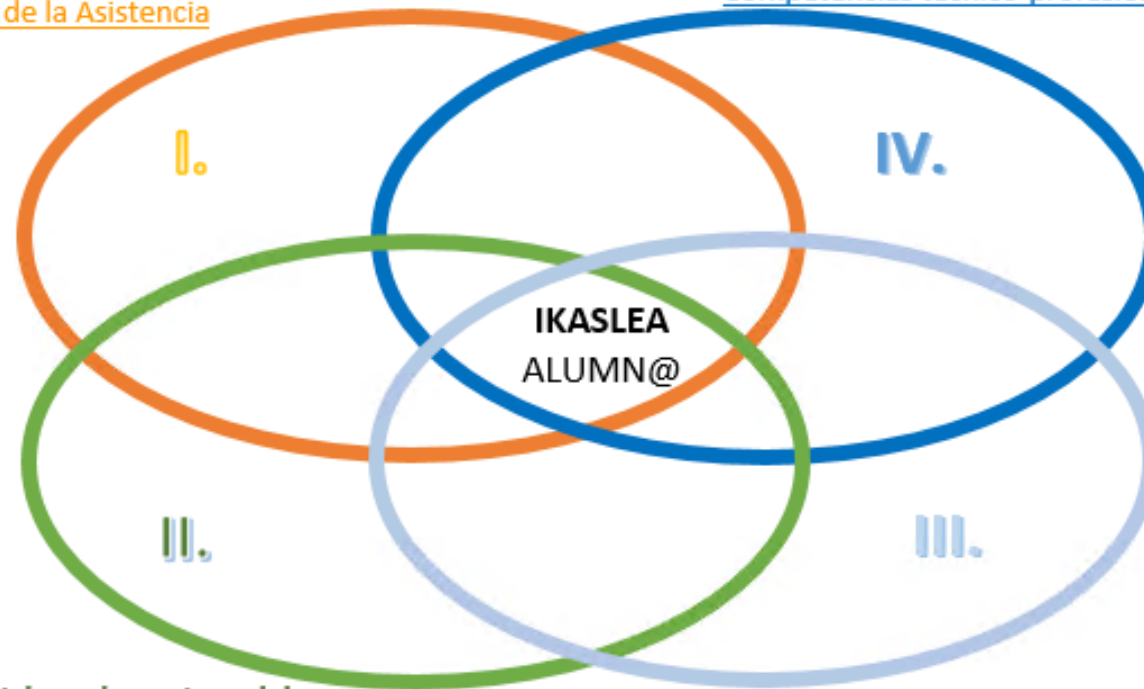 de la Asistencia
I.
IV.
IKASLEA
ALUMN@
II.
III.